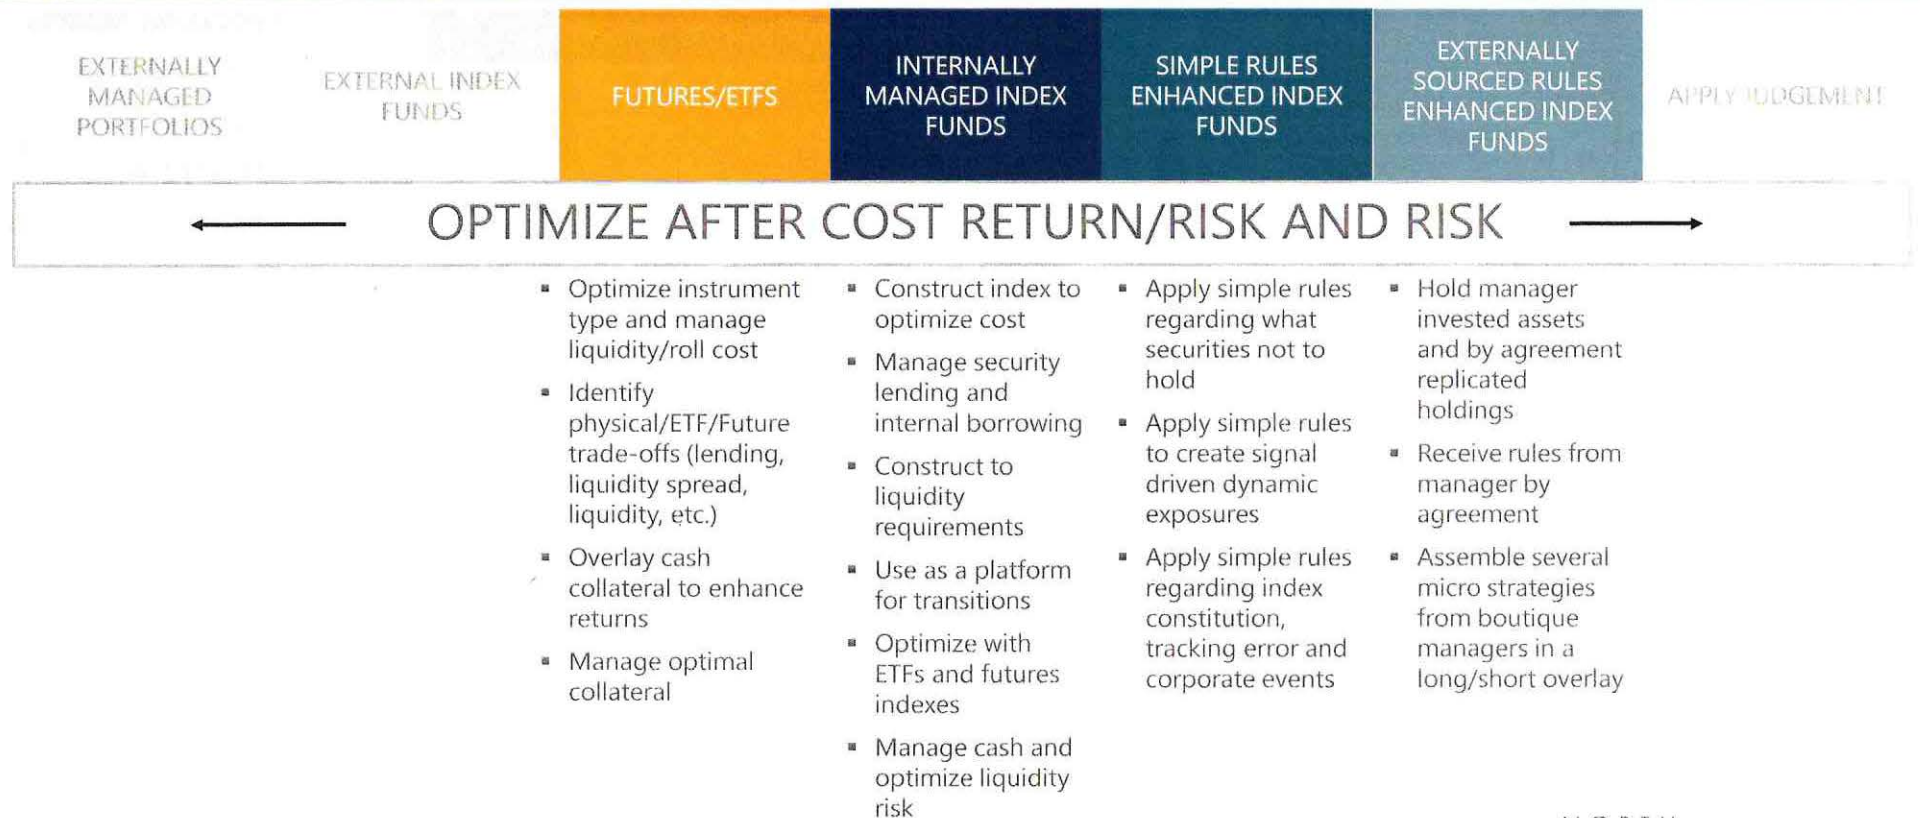 EXTERNALLY
MANAGED
PORTFOLIOS
EXTERNAL INDEX
FUNDS
FUTURES/ETFS
INTERNALLY
MANAGED INDEX
FUNDS
SIMPLE RULES
ENHANCED INDEX
FUNDS
EXTERNALLY
SOURCED RULES
ENHANCED INDEX
FUNDS
APPLY JUDGEMENT
OPTIMIZE AFTER COST RETURN/RISK AND RISK
▪ Optimize instrument
type and manage
liquidity/roll cost
▪ Identify
physical/ETF/Future
trade-offs (lending,
liquidity spread,
liquidity, etc.)
▪ Overlay cash
collateral to enhance
returns
▪ Manage optimal
collateral
▪ Construct index to
optimize cost
▪ Manage security
lending and
internal borrowing
▪ Construct to
liquidity
requirements
▪ Use as a platform
for transitions
▪ Optimize with
ETFs and futures
indexes
▪ Manage cash and
optimize liquidity
risk
▪ Apply simple rules
regarding what
securities not to
hold
▪ Apply simple rules
to create signal
driven dynamic
exposures
▪ Apply simple rules
regarding index
constitution,
tracking error and
corporate events
▪ Hold manager
invested assets
and by agreement
replicated
holdings
▪ Receive rules from
manager by
agreement
▪ Assemble several
micro strategies
from boutique
managers in a
long/short overlay